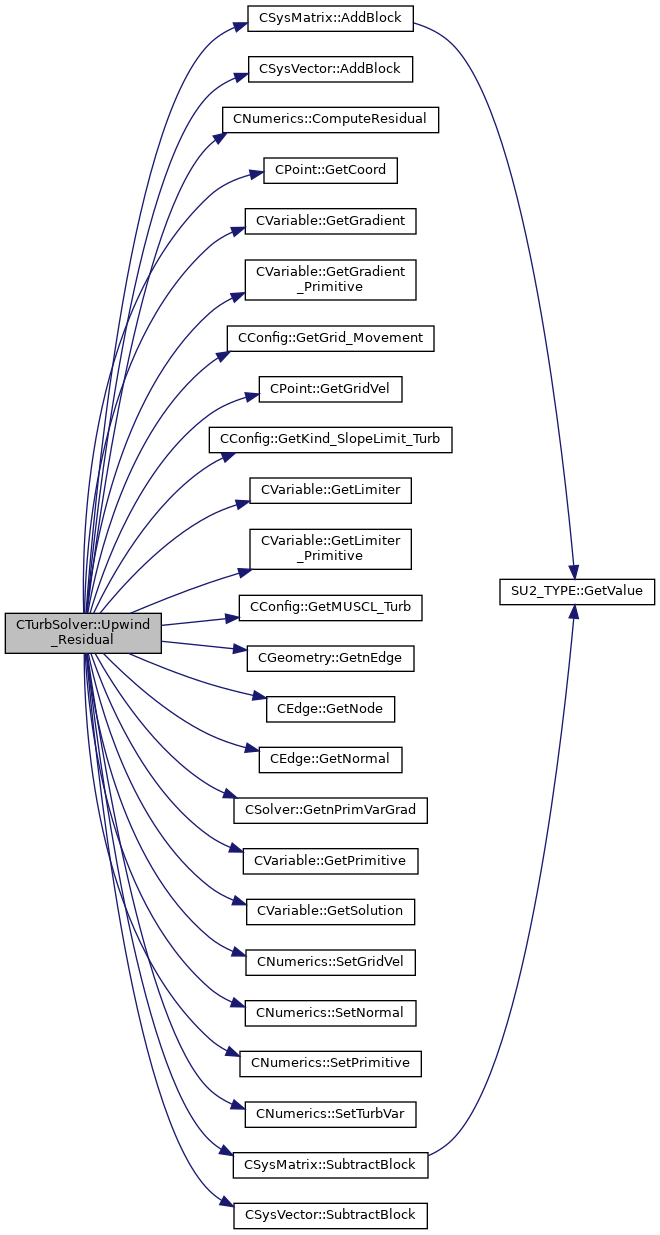 CSysMatrix::AddBlock
CSysVector::AddBlock
CNumerics::ComputeResidual
CPoint::GetCoord
CVariable::GetGradient
CVariable::GetGradient
_Primitive
CConfig::GetGrid_Movement
CPoint::GetGridVel
CConfig::GetKind_SlopeLimit_Turb
CVariable::GetLimiter
CVariable::GetLimiter
_Primitive
CTurbSolver::Upwind
_Residual
CConfig::GetMUSCL_Turb
CGeometry::GetnEdge
CEdge::GetNode
CEdge::GetNormal
CSolver::GetnPrimVarGrad
CVariable::GetPrimitive
CVariable::GetSolution
CNumerics::SetGridVel
CNumerics::SetNormal
CNumerics::SetPrimitive
CNumerics::SetTurbVar
CSysMatrix::SubtractBlock
CSysVector::SubtractBlock
SU2_TYPE::GetValue